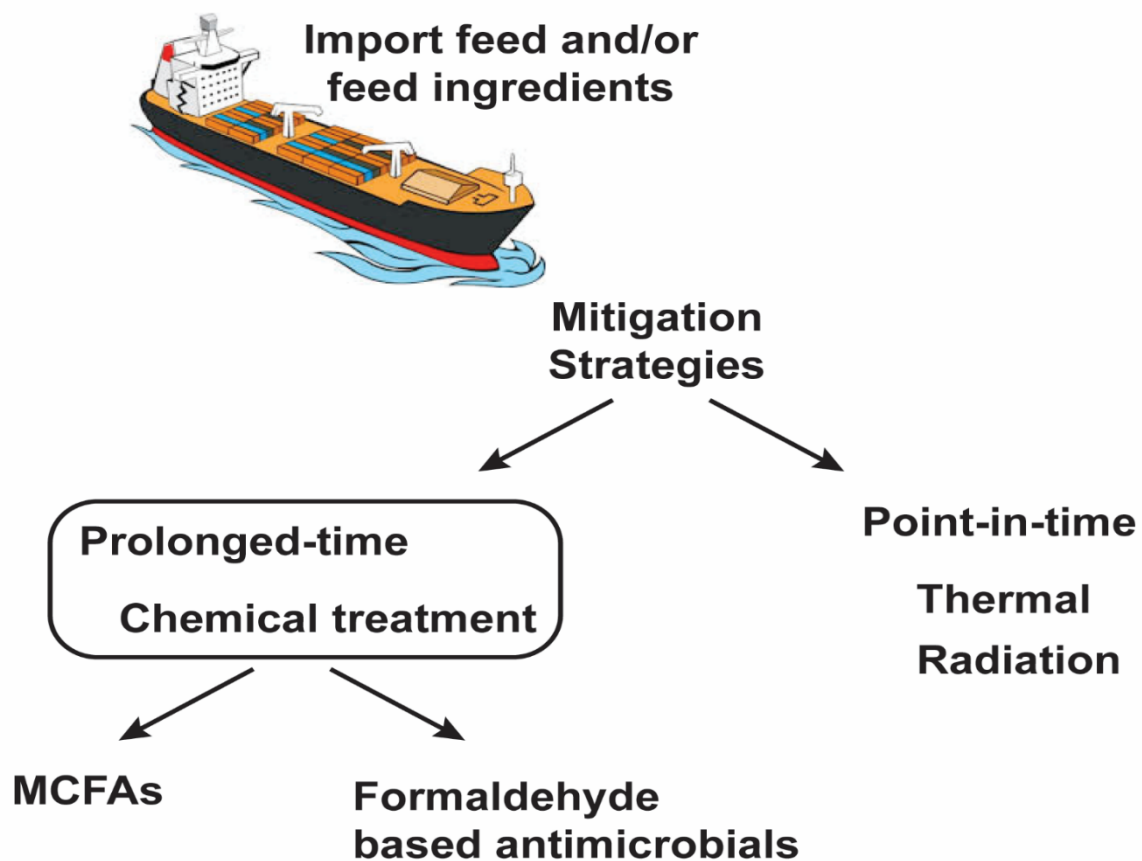 Import feed and/or
feed ingredients
Mitigation
Strategies
Prolonged-time
Chemical treatment
Point-in-time
Thermal
Radiation
MCFAs
Formaldehyde
based antimicrobials